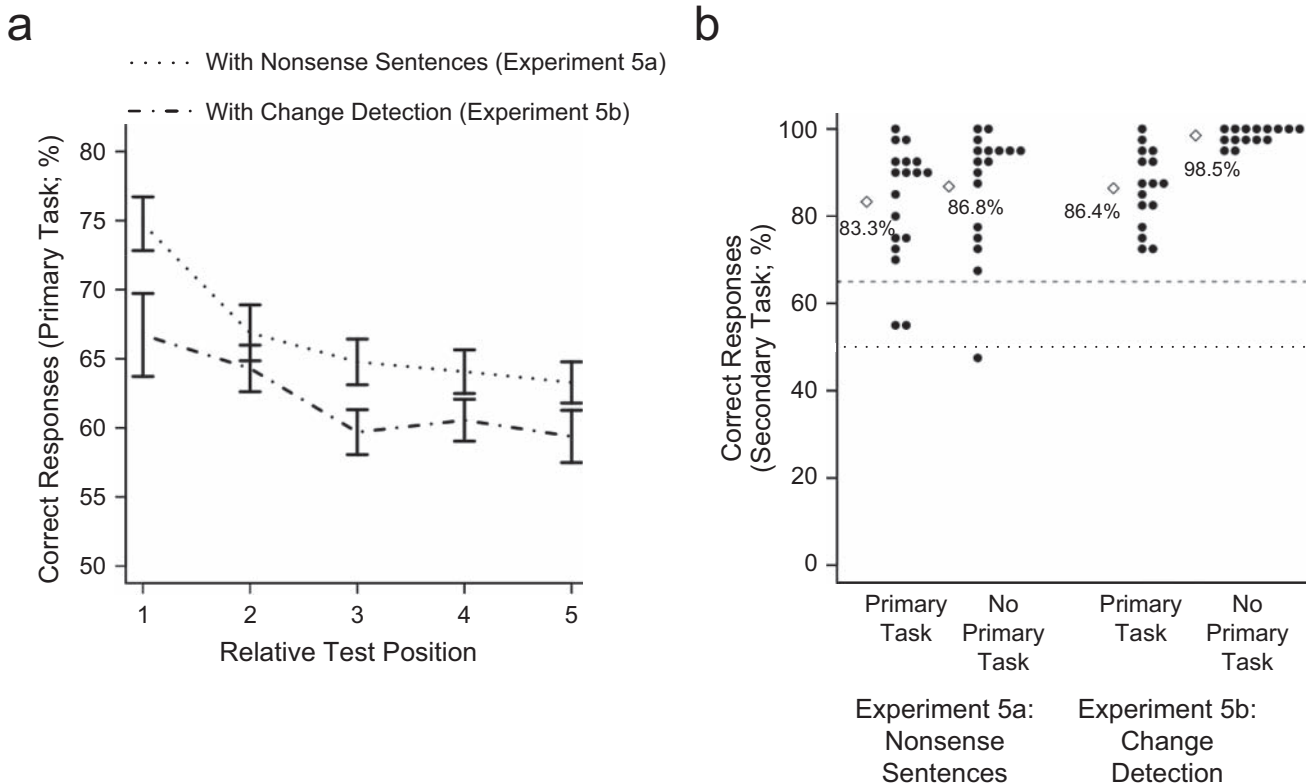 a
With Nonsense Sentences (Experiment 5a)
With Change Detection (Experiment 5b)
Correct Responses (Primary Task; %)
80
75
70
65
60
55
50
1 2 3 4 5
Relative Test Position
b
Correct Responses
(Secondary Task; %)
100
80
60
40
20
0
83.3%
86.8%
86.4%
98.5%
Primary
Task
No
Primary
Task
Primary
Task
No
Primary
Task
Experiment 5a:
Nonsense
Sentences
Experiment 5b:
Change
Detection